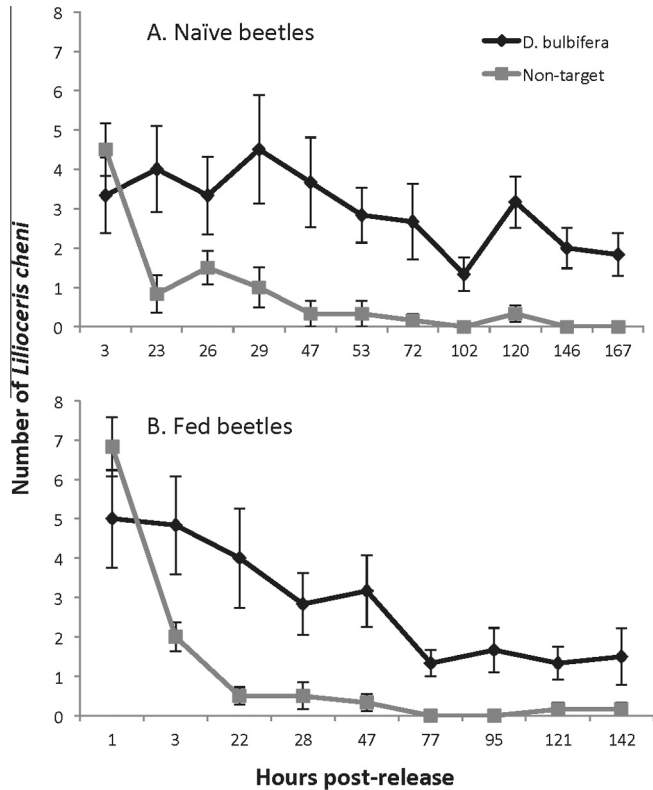 Number of Lilioceris cheni
A. Naïve beetles
D. bulbifera
Non-target
8
7
6
5
4
3
2
1
0
3 23 26 29 47 53 72 102 120 146 167
B. Fed beetles
8
7
6
5
4
3
2
1
0
1 3 22 28 47 77 95 121 142
Hours post-release